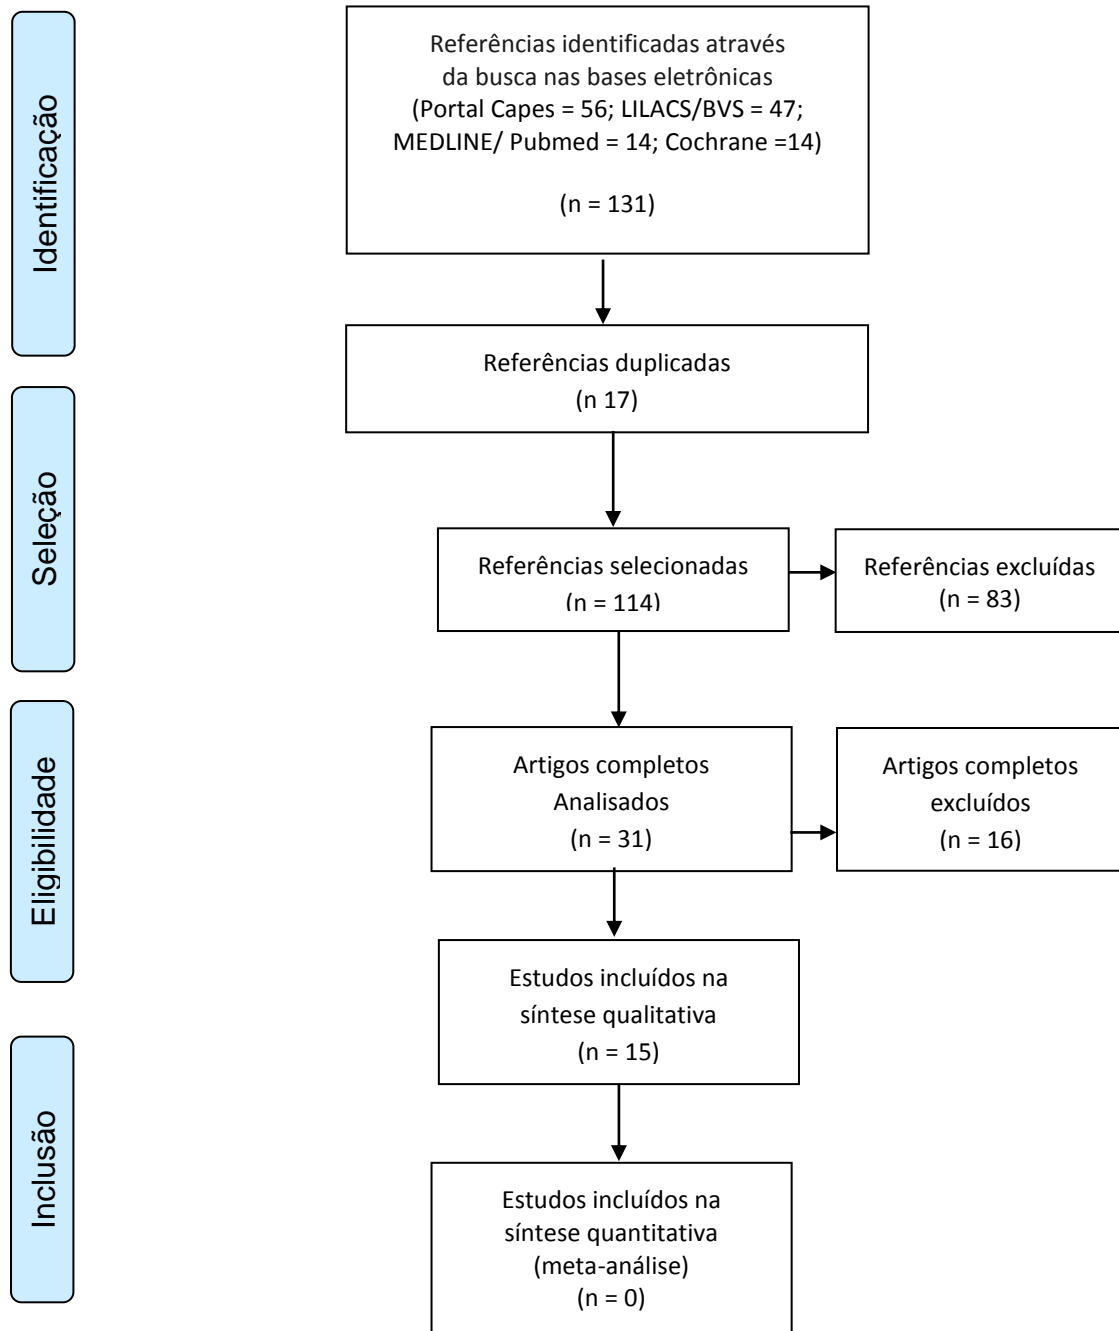 Identificação
Referências identificadas através
da busca nas bases eletrônicas
(Portal Capes = 56; LILACS/BVS = 47;
MEDLINE/ Pubmed = 14; Cochrane =14)
(n = 131)
Referências duplicadas
(n 17)
Seleção
Referências selecionadas
(n = 114)
Referências excluídas
(n = 83)
Eligibilidade
Artigos completos
Analisados
(n = 31)
Artigos completos
excluídos
(n = 16)
Estudos incluídos na
síntese qualitativa
(n = 15)
Inclusão
Estudos incluídos na
síntese quantitativa
(meta-análise)
(n = 0)